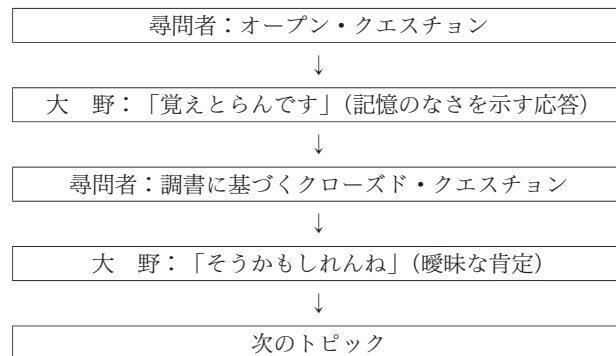 尋問者：オープン・クエスチョン
↓
大　野：「覚えとらんです」（記憶のなさを示す応答）
↓
尋問者：調書に基づくクローズド・クエスチョン
↓
大　野：「そうかもしれんね」（曖昧な肯定）
↓
次のトピック